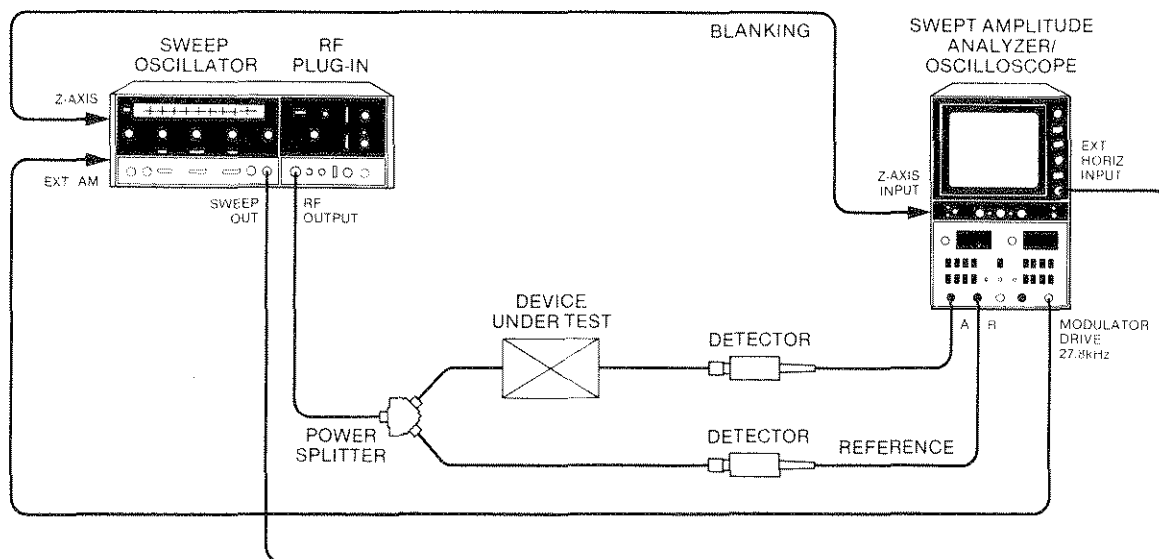 BLANKING
SWEPT AMPLITUDE
ANALYZER/
OSCILLOSCOPE
SWEEP
OSCILLATOR
RF
PLUG-IN
Z-AXIS
EXT AM
SWEEP
OUT
RF
OUTPUT
Z-AXIS
INPUT
EXT
HORIZ
INPUT
DEVICE
UNDER TEST
DETECTOR
A
R
MODULATOR
DRIVE
27.8kHz
POWER
SPLITTER
DETECTOR
REFERENCE